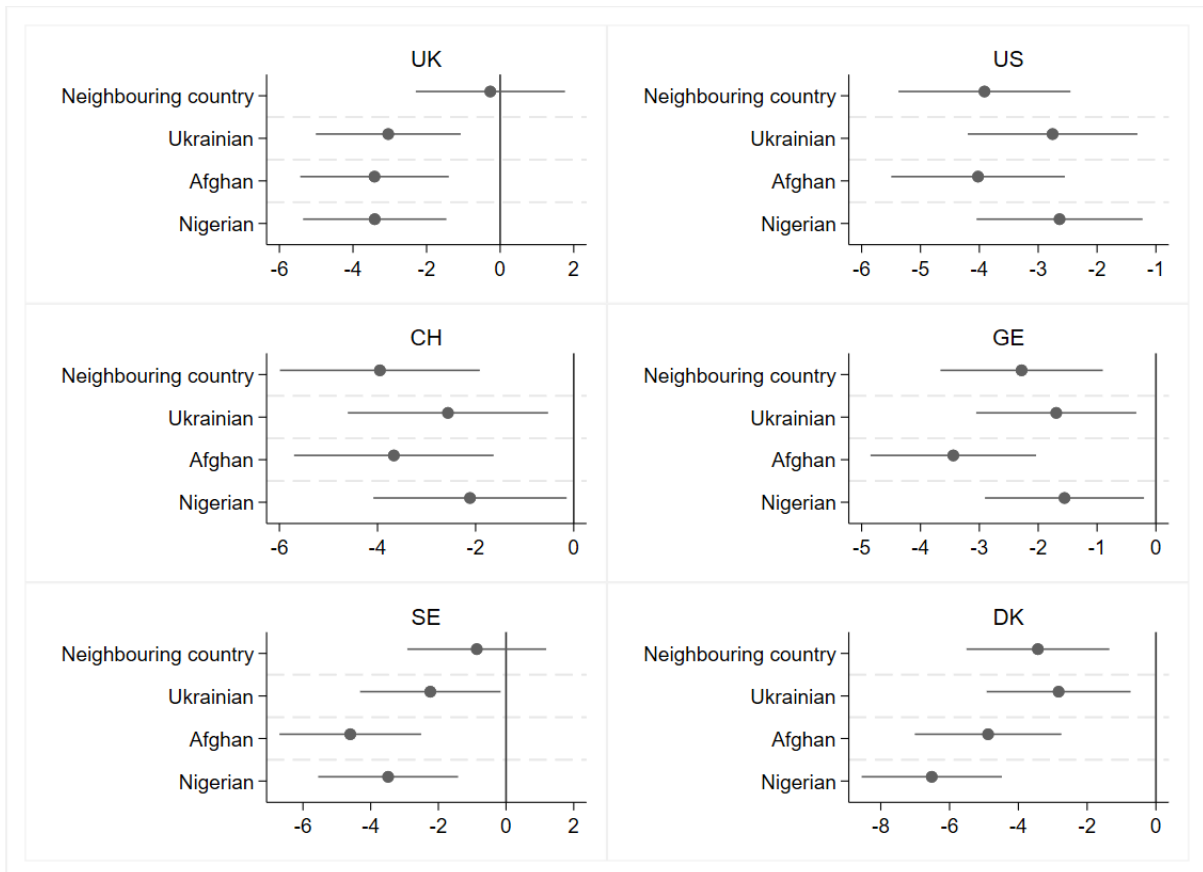 UK
Neighbouring country
Ukrainian
Afghan
Nigerian
-6 -4 -2 0 2
US
Neighbouring country
Ukrainian
Afghan
Nigerian
-6 -5 -4 -3 -2 -1
CH
Neighbouring country
Ukrainian
Afghan
Nigerian
-6 -4 -2 0
GE
Neighbouring country
Ukrainian
Afghan
Nigerian
-5 -4 -3 -2 -1 0
SE
Neighbouring country
Ukrainian
Afghan
Nigerian
-6 -4 -2 0 2
DK
Neighbouring country
Ukrainian
Afghan
Nigerian
-8 -6 -4 -2 0